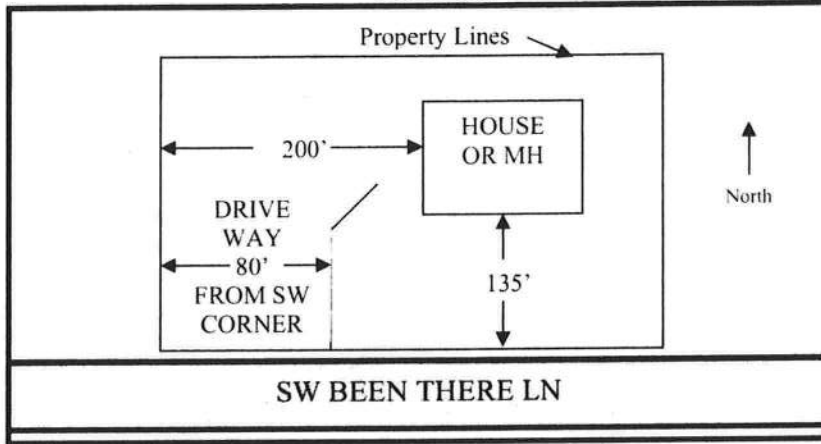 Property Lines
HOUSE
OR MH
200'
North
DRIVE
WAY
80'
FROM SW
CORNER
135'
SW BEEN THERE LN